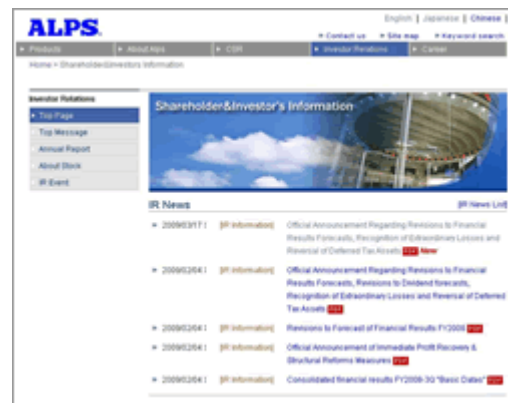 ALPS
English | Japanese | Chinese |
Contact us Site map Keyword search
Products About Alps CSR Investor Relations Career
Home > Shareholder&Investors Information
Investor Relations
Top Page
Top Message
Annual Report
About Stock
IR Event
Shareholder&Investor's Information
IR News
[IR News List]
2009/03/17 [IR Information] Official Announcement Regarding Revisions to Financial
Results Forecasts, Recognition of Extraordinary Losses and
Reversal of Deferred Tax Assets PDF New
2009/02/04 [IR Information] Official Announcement Regarding Revisions to Financial
Results Forecasts, Revisions to Dividend forecasts,
Recognition of Extraordinary Losses and Reversal of Deferred
Tax Assets PDF
2009/02/04 [IR Information] Revisions to Forecast of Financial Results FY2008 PDF
2009/02/04 [IR Information] Official Announcement of Immediate Profit Recovery &
Structural Reforms Measures PDF
2009/02/04 [IR Information] Consolidated financial results FY2008-3Q "Basic Datas" PDF